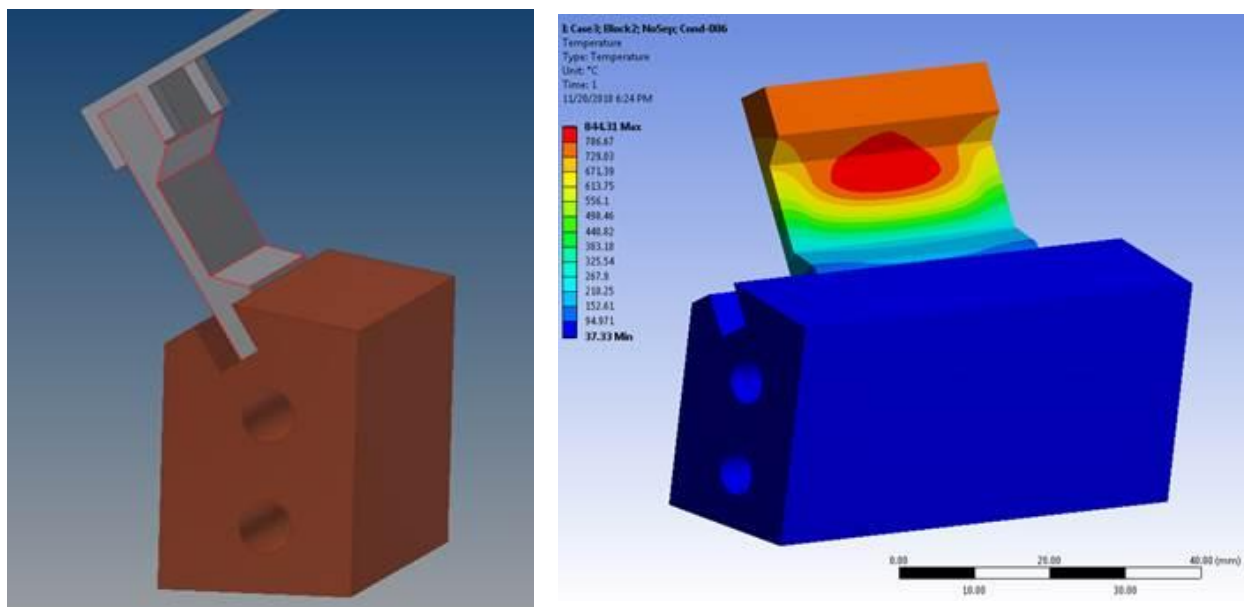 I: Case3; Block2; NoSep; Cond-006
Temperature
Type: Temperature
Unit: °C
Time: 1
11/20/2018 6:24 PM
844.31 Max
786.67
729.03
671.39
613.75
556.1
498.46
440.82
383.18
325.54
267.9
210.25
152.61
94.971
37.33 Min
0.00 20.00 40.00 (mm)
10.00 30.00